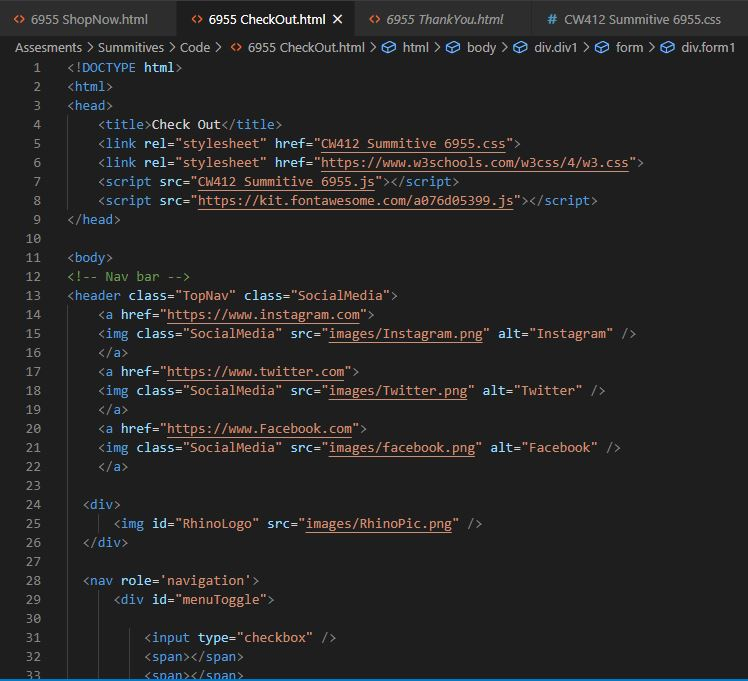 6955 ShopNow.html 6955 CheckOut.html 6955 ThankYou.html # CW412 Summitive 6955.css
Assesments > Summitives > Code > 6955 CheckOut.html > html > body > div.div1 > form > div.form1
1 <!DOCTYPE html>
2 <html>
3 <head>
4 <title>Check Out</title>
5 <link rel="stylesheet" href="CW412 Summitive 6955.css">
6 <link rel="stylesheet" href="https://www.w3schools.com/w3css/4/w3.css">
7 <script src="CW412 Summitive 6955.js"></script>
8 <script src="https://kit.fontawesome.com/a076d05399.js"></script>
9 </head>
10
11 <body>
12 <!-- Nav bar -->
13 <header class="TopNav" class="SocialMedia">
14 <a href="https://www.instagram.com">
15 <img class="SocialMedia" src="images/Instagram.png" alt="Instagram" />
16 </a>
17 <a href="https://www.twitter.com">
18 <img class="SocialMedia" src="images/Twitter.png" alt="Twitter" />
19 </a>
20 <a href="https://www.Facebook.com">
21 <img class="SocialMedia" src="images/facebook.png" alt="Facebook" />
22 </a>
23
24 <div>
25 <img id="RhinoLogo" src="images/RhinoPic.png" />
26 </div>
27
28 <nav role='navigation'>
29 <div id="menuToggle">
30
31 <input type="checkbox" />
32 <span></span>
33 <span></span>